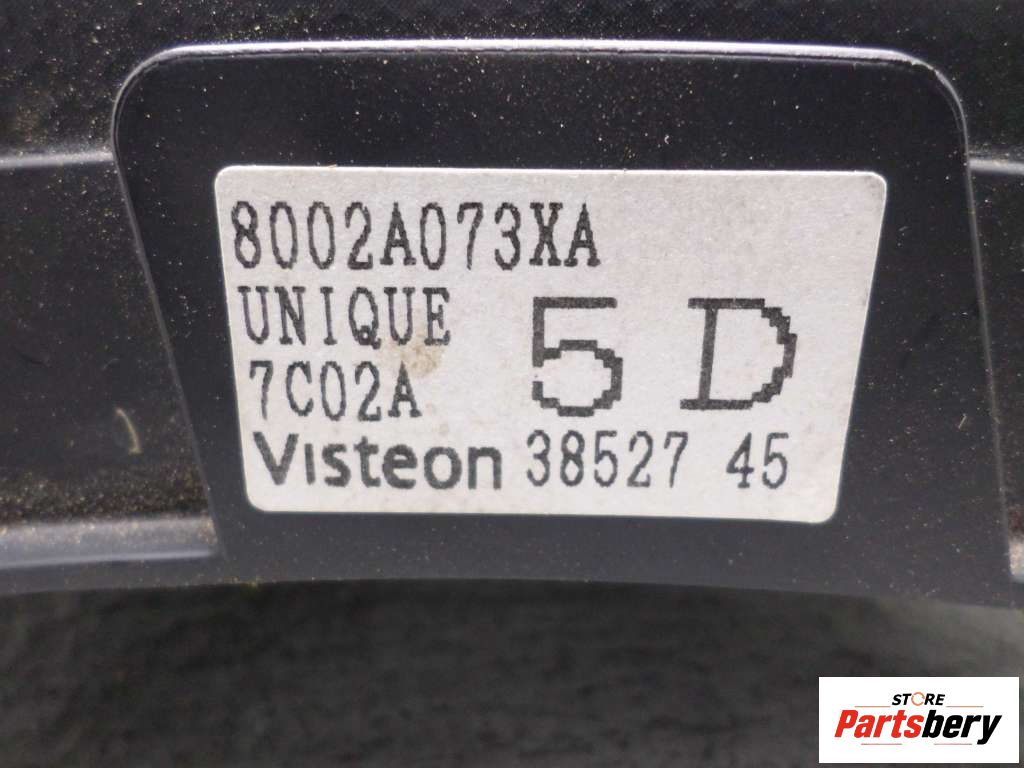 8002A073XA
UNIQUE
7C02A
5D
Visteon 38527 45
STORE
Partsbery